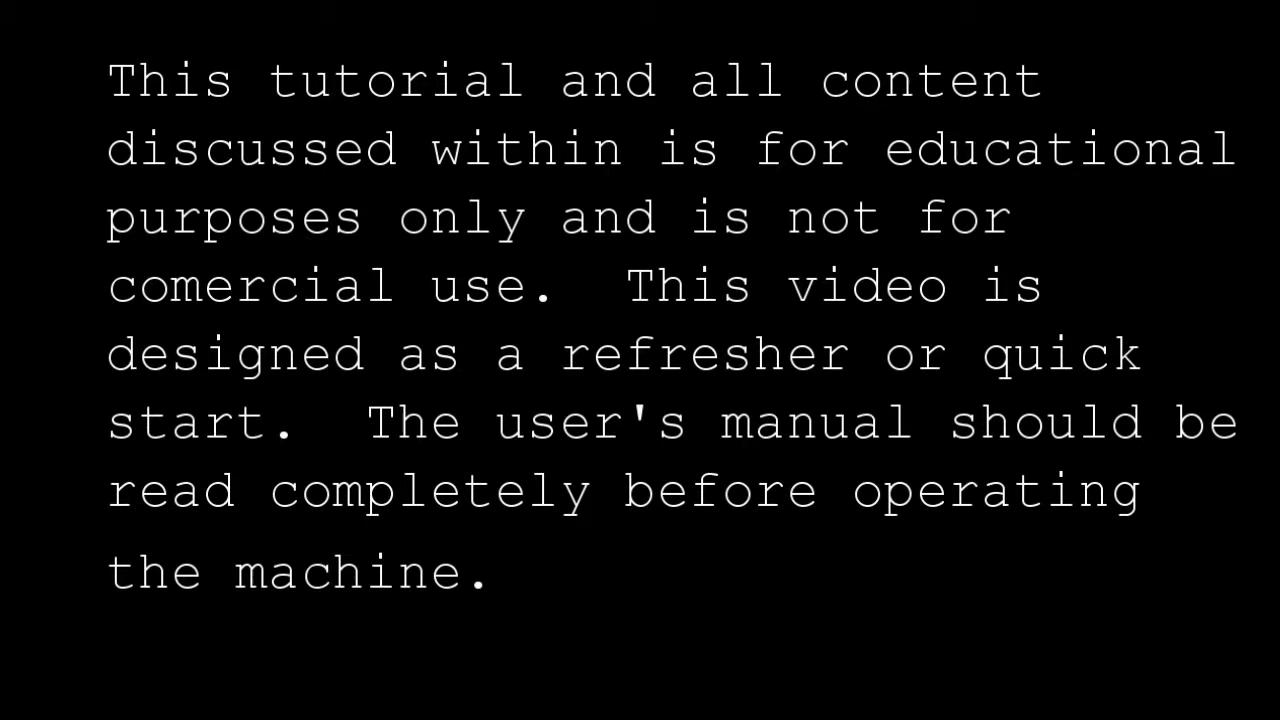 This tutorial and all content
discussed within is for educational
purposes only and is not for
comercial use.  This video is
designed as a refresher or quick
start.  The user's manual should be
read completely before operating
the machine.